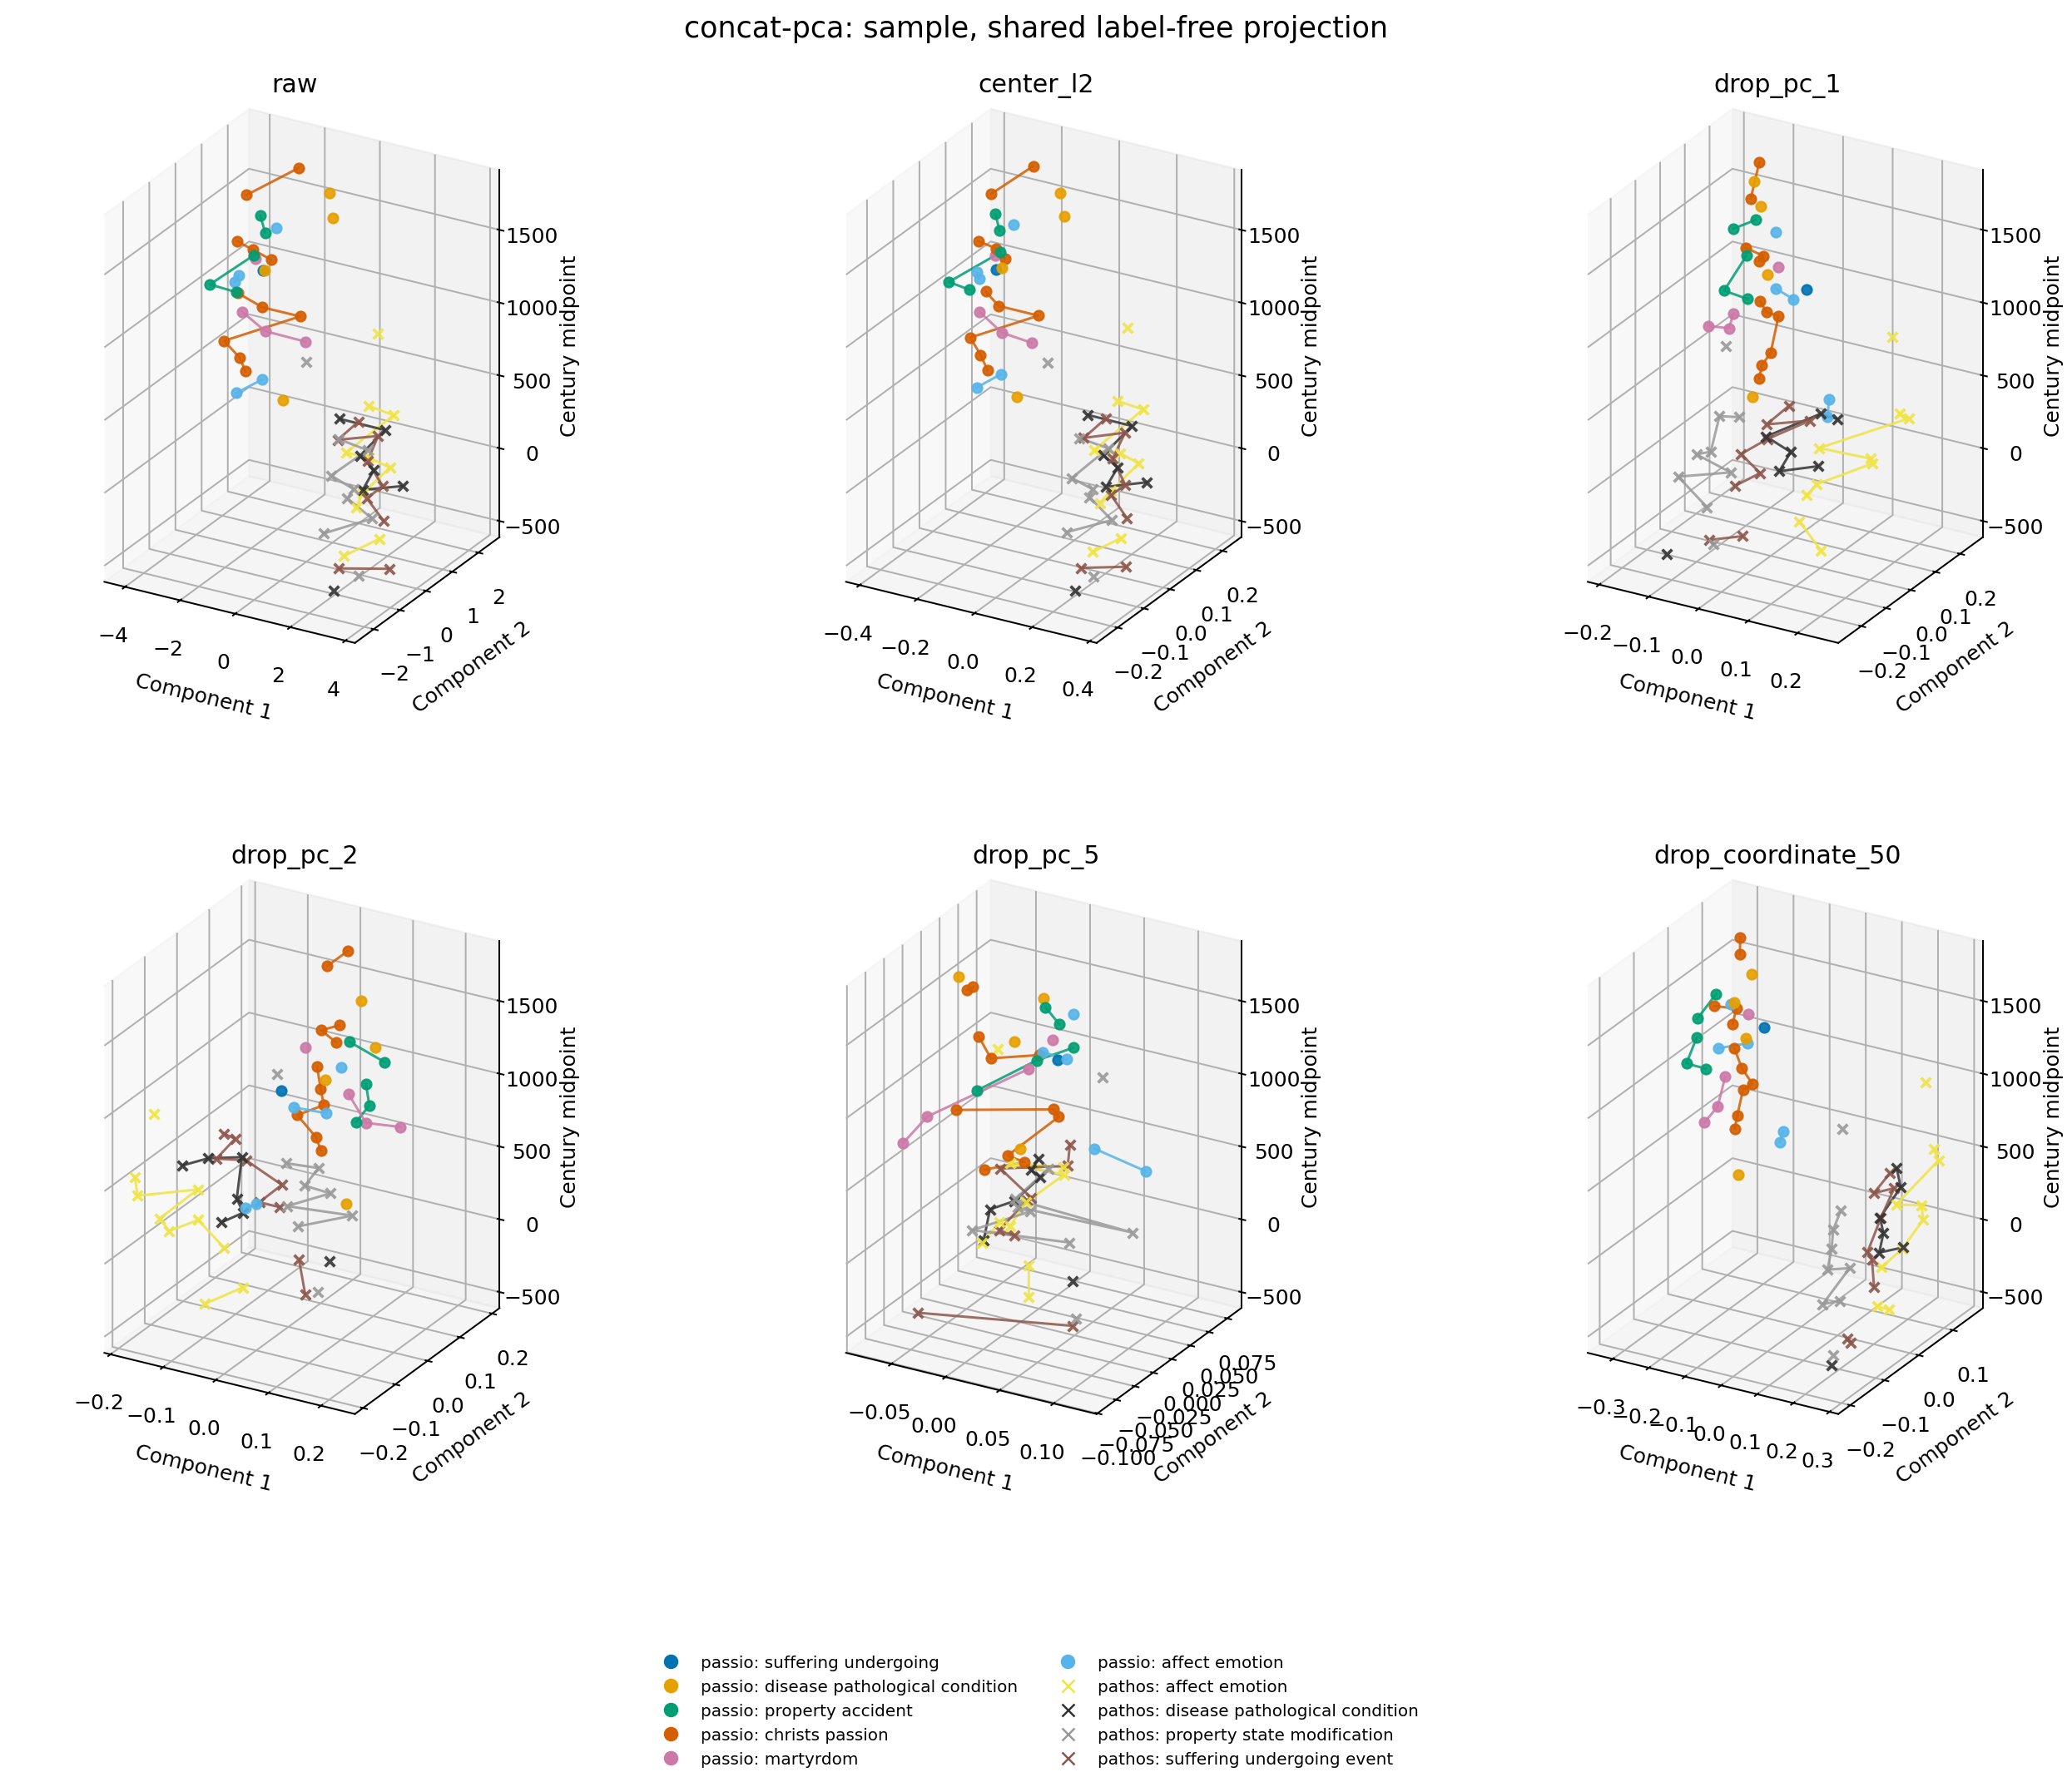 concat-pca: sample, shared label-free projection
raw
1500
1000
500
0
−500
Century midpoint
−4
−2
0
2
4
Component 1
−2
−1
0
1
2
Component 2
center_l2
1500
1000
500
0
−500
Century midpoint
−0.4
−0.2
0.0
0.2
0.4
Component 1
−0.2
−0.1
0.0
0.1
0.2
Component 2
drop_pc_1
1500
1000
500
0
−500
Century midpoint
−0.2
−0.1
0.0
0.1
0.2
Component 1
−0.2
−0.1
0.0
0.1
0.2
Component 2
drop_pc_2
1500
1000
500
0
−500
Century midpoint
−0.2
−0.1
0.0
0.1
0.2
Component 1
−0.2
−0.1
0.0
0.1
0.2
Component 2
drop_pc_5
1500
1000
500
0
−500
Century midpoint
−0.05
0.00
0.05
0.10
Component 1
−0.100
−0.075
−0.050
−0.025
0.000
0.025
0.050
0.075
Component 2
drop_coordinate_50
1500
1000
500
0
−500
Century midpoint
−0.3
−0.2
−0.1
0.0
0.1
0.2
0.3
Component 1
−0.2
−0.1
0.0
0.1
Component 2
passio: suffering undergoing
passio: disease pathological condition
passio: property accident
passio: christs passion
passio: martyrdom
passio: affect emotion
pathos: affect emotion
pathos: disease pathological condition
pathos: property state modification
pathos: suffering undergoing event